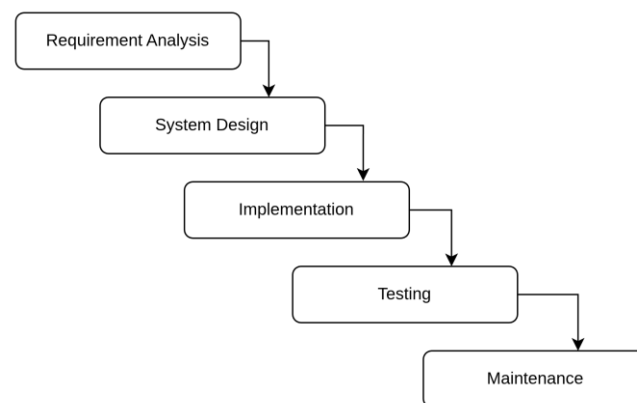 Requirement Analysis
System Design
Implementation
Testing
Maintenance